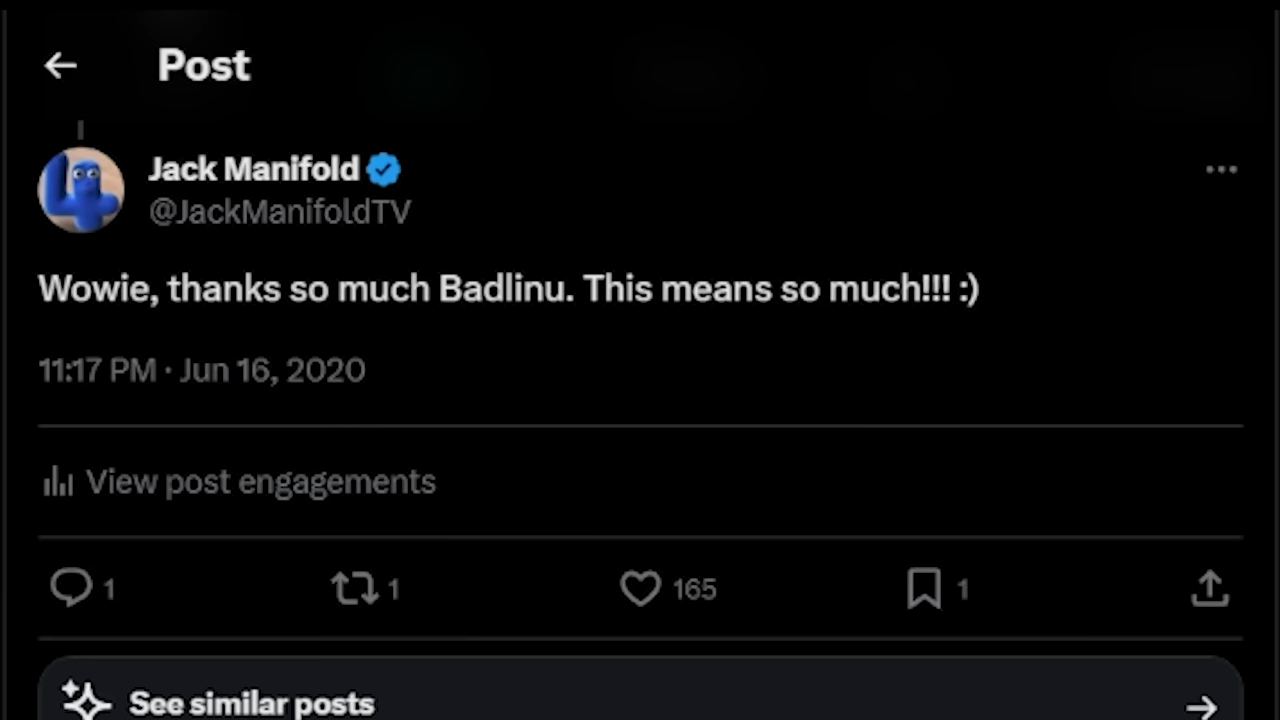 Post
Jack Manifold
@JackManifoldTV
Wowie, thanks so much Badlinu. This means so much!!! :)
11:17 PM · Jun 16, 2020
View post engagements
1 1 165 1
See similar posts